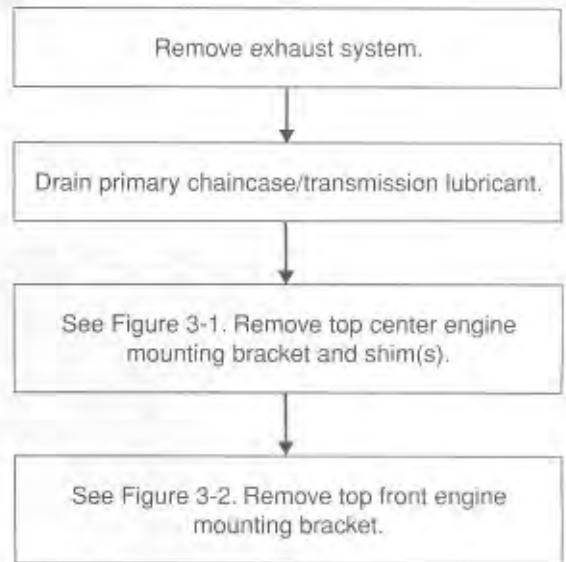 Remove exhaust system.
Drain primary chaincase/transmission lubricant.
See Figure 3-1. Remove top center engine
mounting bracket and shim(s).
See Figure 3-2. Remove top front engine
mounting bracket.